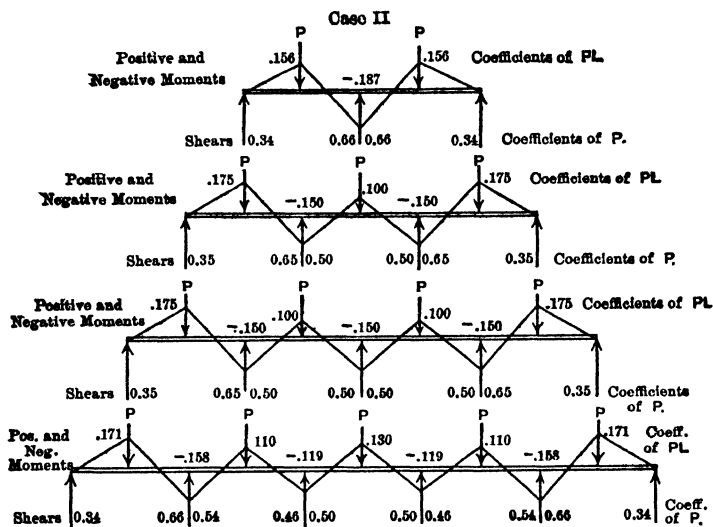 Case II
P P
Positive and .156 .156 Coefficients of PL.
Negative Moments −.187
Shears 0.34 0.66 0.66 0.34 Coefficients of P.
P P P
Positive and .175 .100 .175 Coefficients of PL
Negative Moments −.150 −.150
Shears 0.35 0.65 0.50 0.50 0.65 0.35 Coefficients of P.
P P P P
Positive and .175 .100 .100 .175 Coefficients of PL
Negative Moments −.150 −.150 −.150
Shears 0.35 0.65 0.50 0.50 0.50 0.50 0.65 0.35 Coefficients
of P.
P P P P P
Pos. and .171 .110 .130 .110 .171 Coeff.
Neg. −.158 −.119 −.119 −.158 of PL
Moments
Shears 0.34 0.66 0.54 0.46 0.50 0.50 0.46 0.54 0.66 0.34 Coeff.
of P.